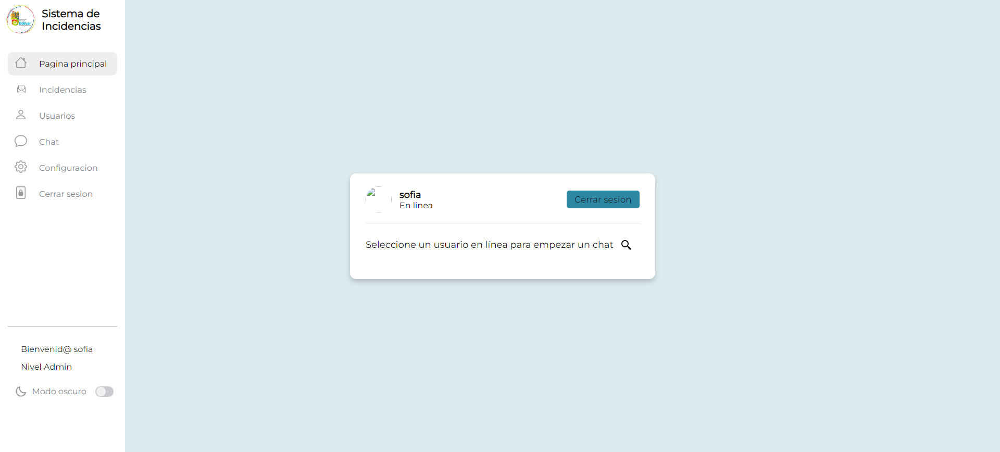 Sistema de
Incidencias
Bolívar
Pagina principal
Incidencias
Usuarios
Chat
Configuracion
Cerrar sesion
Bienvenid@ sofia
Nivel Admin
Modo oscuro
sofia
En linea
Cerrar sesion
Seleccione un usuario en línea para empezar un chat